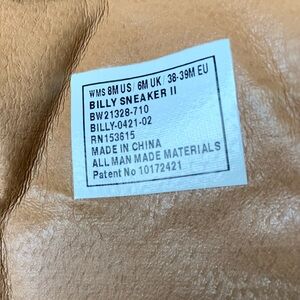 WMS 8M US / 6M UK / 38-39M EU
BILLY SNEAKER II
BW21328-710
BILLY-0421-02
RN153615
MADE IN CHINA
ALL MAN MADE MATERIALS
Patent No 10172421